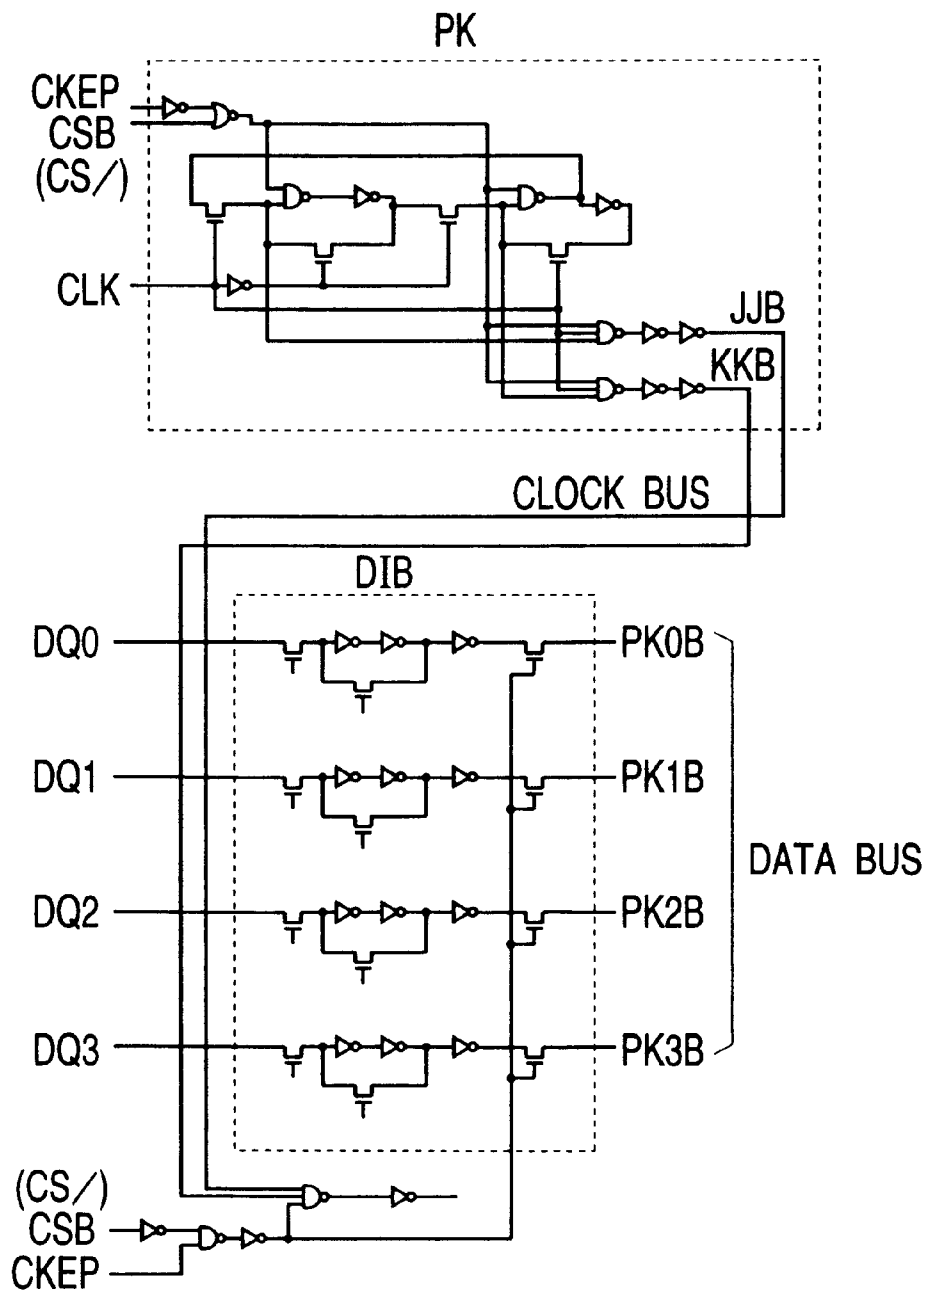 PK
CKEP
CSB
(CS/)
CLK
JJB
KKB
CLOCK BUS
DIB
DQ0
PK0B
DQ1
PK1B
DATA BUS
DQ2
PK2B
DQ3
PK3B
(CS/)
CSB
CKEP